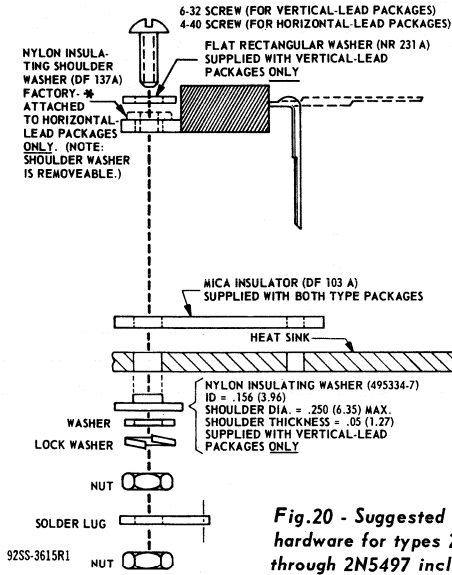 6-32 SCREW (FOR VERTICAL-LEAD PACKAGES)
4-40 SCREW (FOR HORIZONTAL-LEAD PACKAGES)
NYLON INSULA-
TING SHOULDER
WASHER (DF 137A)
FACTORY- *
ATTACHED
TO HORIZONTAL-
LEAD PACKAGES
ONLY. (NOTE:
SHOULDER WASHER
IS REMOVEABLE.)
FLAT RECTANGULAR WASHER (NR 231 A)
SUPPLIED WITH VERTICAL-LEAD
PACKAGES ONLY
MICA INSULATOR (DF 103 A)
SUPPLIED WITH BOTH TYPE PACKAGES
HEAT SINK
NYLON INSULATING WASHER (495334-7)
ID = .156 (3.96)
SHOULDER DIA. = .250 (6.35) MAX.
SHOULDER THICKNESS = .05 (1.27)
SUPPLIED WITH VERTICAL-LEAD
PACKAGES ONLY
WASHER
LOCK WASHER
NUT
SOLDER LUG
NUT
92SS-3615R1
Fig.20 - Suggested
hardware for types 2
through 2N5497 incl